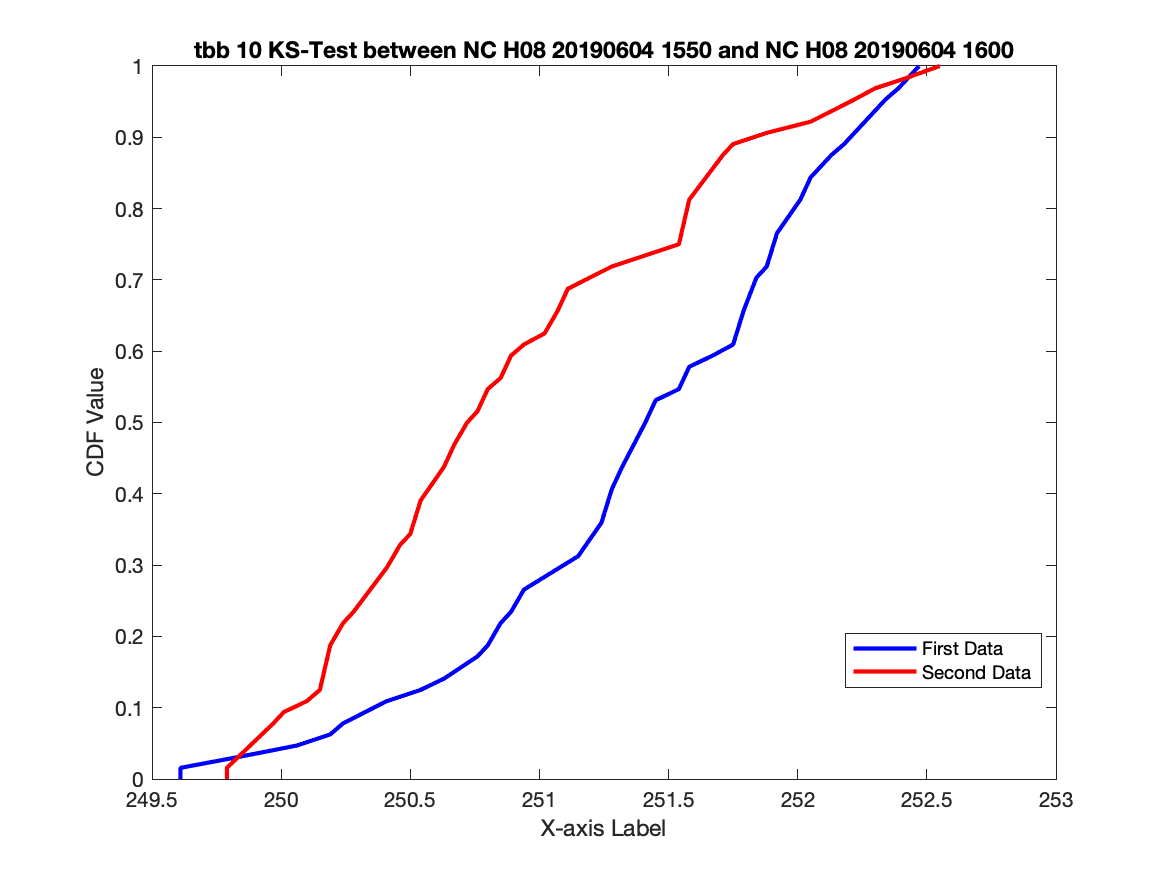 tbb 10 KS-Test between NC H08 20190604 1550 and NC H08 20190604 1600
1
0.9
0.8
0.7
0.6
0.5
0.4
0.3
0.2
0.1
0
CDF Value
First Data
Second Data
249.5 250 250.5 251 251.5 252 252.5 253
X-axis Label